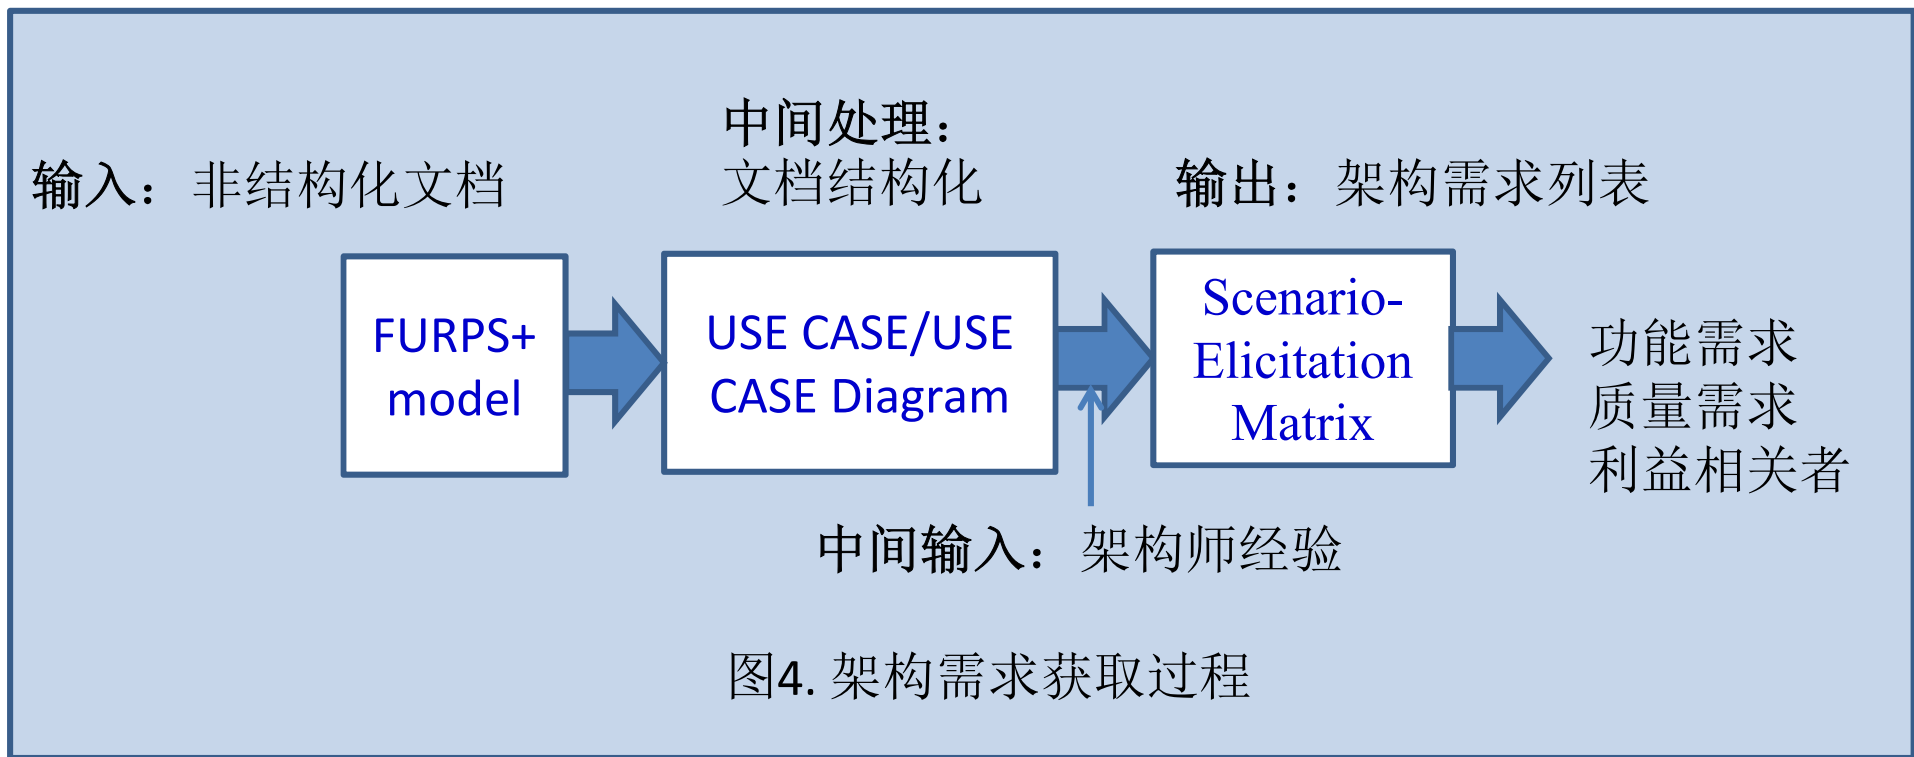 中间处理：
输入：非结构化文档
文档结构化
输出：架构需求列表
FURPS+
model
USE CASE/USE
CASE Diagram
Scenario-
Elicitation
Matrix
功能需求
质量需求
利益相关者
中间输入：架构师经验
图4. 架构需求获取过程